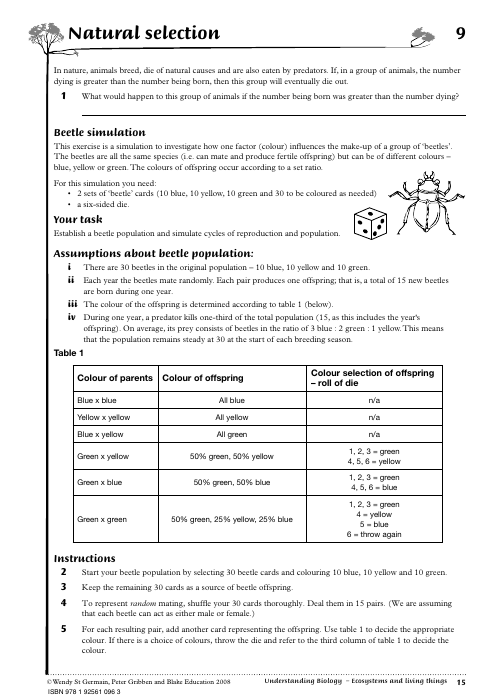 Natural selection
9
In nature, animals breed, die of natural causes and are also eaten by predators. If, in a group of animals, the number
dying is greater than the number being born, then this group will eventually die out.
1 What would happen to this group of animals if the number being born was greater than the number dying?
Beetle simulation
This exercise is a simulation to investigate how one factor (colour) influences the make-up of a group of ‘beetles’.
The beetles are all the same species (i.e. can mate and produce fertile offspring) but can be of different colours –
blue, yellow or green. The colours of offspring occur according to a set ratio.
For this simulation you need:
• 2 sets of ‘beetle’ cards (10 blue, 10 yellow, 10 green and 30 to be coloured as needed)
• a six-sided die.
Your task
Establish a beetle population and simulate cycles of reproduction and population.
Assumptions about beetle population:
i There are 30 beetles in the original population – 10 blue, 10 yellow and 10 green.
ii Each year the beetles mate randomly. Each pair produces one offspring; that is, a total of 15 new beetles
are born during one year.
iii The colour of the offspring is determined according to table 1 (below).
iv During one year, a predator kills one-third of the total population (15, as this includes the year's
offspring). On average, its prey consists of beetles in the ratio of 3 blue : 2 green : 1 yellow. This means
that the population remains steady at 30 at the start of each breeding season.
Table 1
Colour of parents Colour of offspring Colour selection of offspring
– roll of die
Blue x blue All blue n/a
Yellow x yellow All yellow n/a
Blue x yellow All green n/a
Green x yellow 50% green, 50% yellow 1, 2, 3 = green
4, 5, 6 = yellow
Green x blue 50% green, 50% blue 1, 2, 3 = green
4, 5, 6 = blue
Green x green 50% green, 25% yellow, 25% blue 1, 2, 3 = green
4 = yellow
5 = blue
6 = throw again
Instructions
2 Start your beetle population by selecting 30 beetle cards and colouring 10 blue, 10 yellow and 10 green.
3 Keep the remaining 30 cards as a source of beetle offspring.
4 To represent random mating, shuffle your 30 cards thoroughly. Deal them in 15 pairs. (We are assuming
that each beetle can act as either male or female.)
5 For each resulting pair, add another card representing the offspring. Use table 1 to decide the appropriate
colour. If there is a choice of colours, throw the die and refer to the third column of table 1 to decide the
colour.
©Wendy St Germain, Peter Gribben and Blake Education 2008 Understanding Biology – Ecosystems and living things 15
ISBN 978 1 92561 096 3